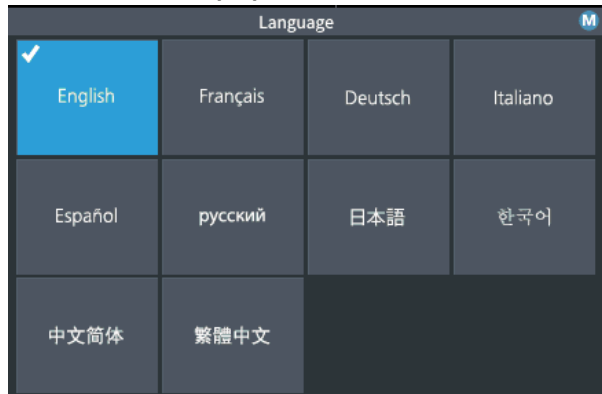 Language
M
English
Français
Deutsch
Italiano
Español
русский
日本語
한국어
中文简体
繁體中文